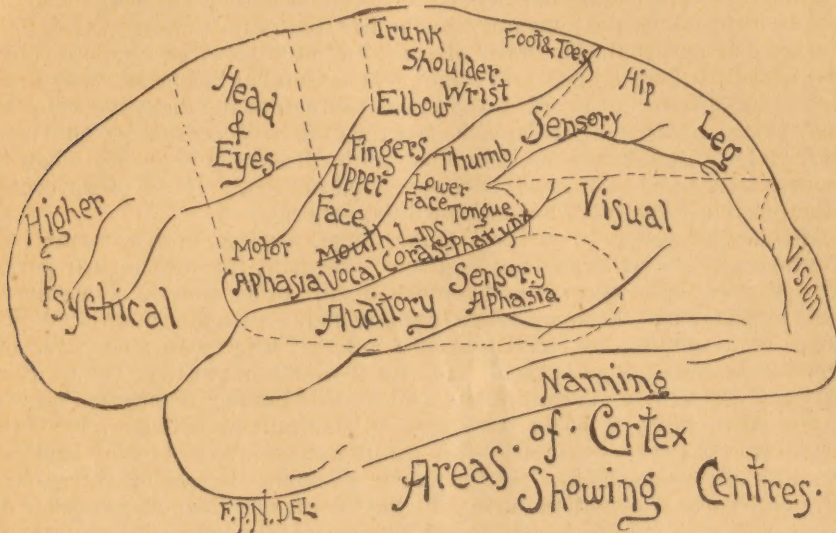 Trunk
Shoulder
Wrist
Elbow
Foot & Toes
Hip
Leg
Sensory
Head
&
Eyes
Fingers
Upper
Face
Thumb
Lower
Face Tongue
Visual
Vision
Higher
Psychical
Motor
Aphasia
Mouth Lips
Vocal Cords-Pharynx
Auditory
Sensory
Aphasia
Naming
Areas · of · Cortex
Showing Centres.
F.P.N. DEL.